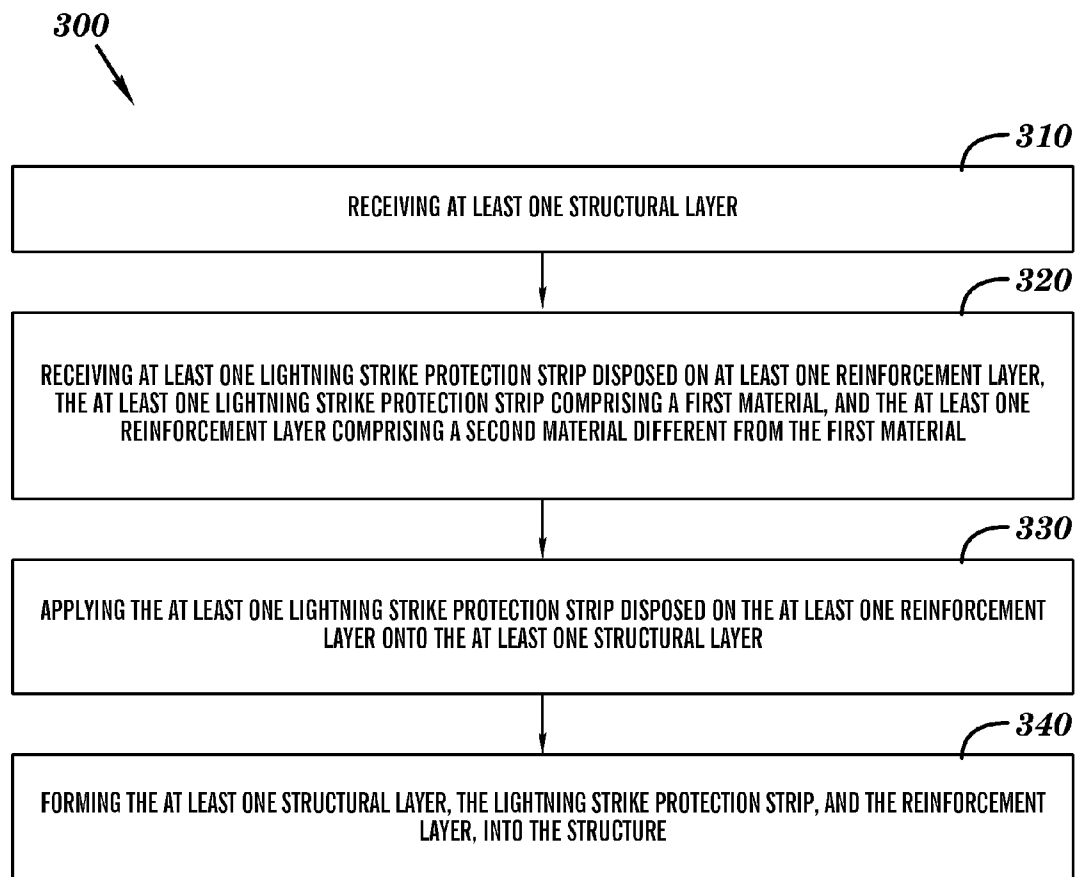 300
310
RECEIVING AT LEAST ONE STRUCTURAL LAYER
320
RECEIVING AT LEAST ONE LIGHTNING STRIKE PROTECTION STRIP DISPOSED ON AT LEAST ONE REINFORCEMENT LAYER,
THE AT LEAST ONE LIGHTNING STRIKE PROTECTION STRIP COMPRISING A FIRST MATERIAL, AND THE AT LEAST ONE
REINFORCEMENT LAYER COMPRISING A SECOND MATERIAL DIFFERENT FROM THE FIRST MATERIAL
330
APPLYING THE AT LEAST ONE LIGHTNING STRIKE PROTECTION STRIP DISPOSED ON THE AT LEAST ONE REINFORCEMENT
LAYER ONTO THE AT LEAST ONE STRUCTURAL LAYER
340
FORMING THE AT LEAST ONE STRUCTURAL LAYER, THE LIGHTNING STRIKE PROTECTION STRIP, AND THE REINFORCEMENT
LAYER, INTO THE STRUCTURE